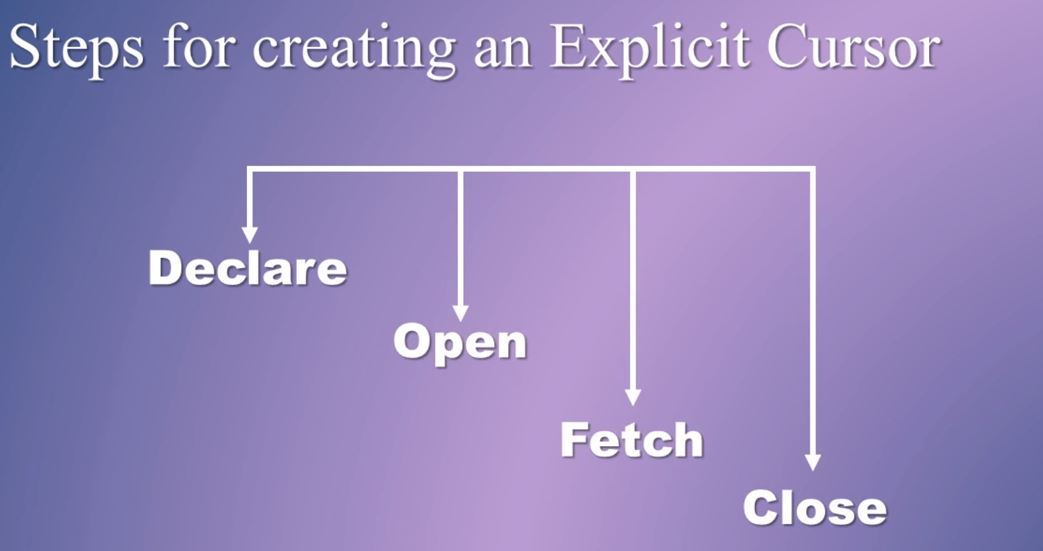 Steps for creating an Explicit Cursor
Declare
Open
Fetch
Close